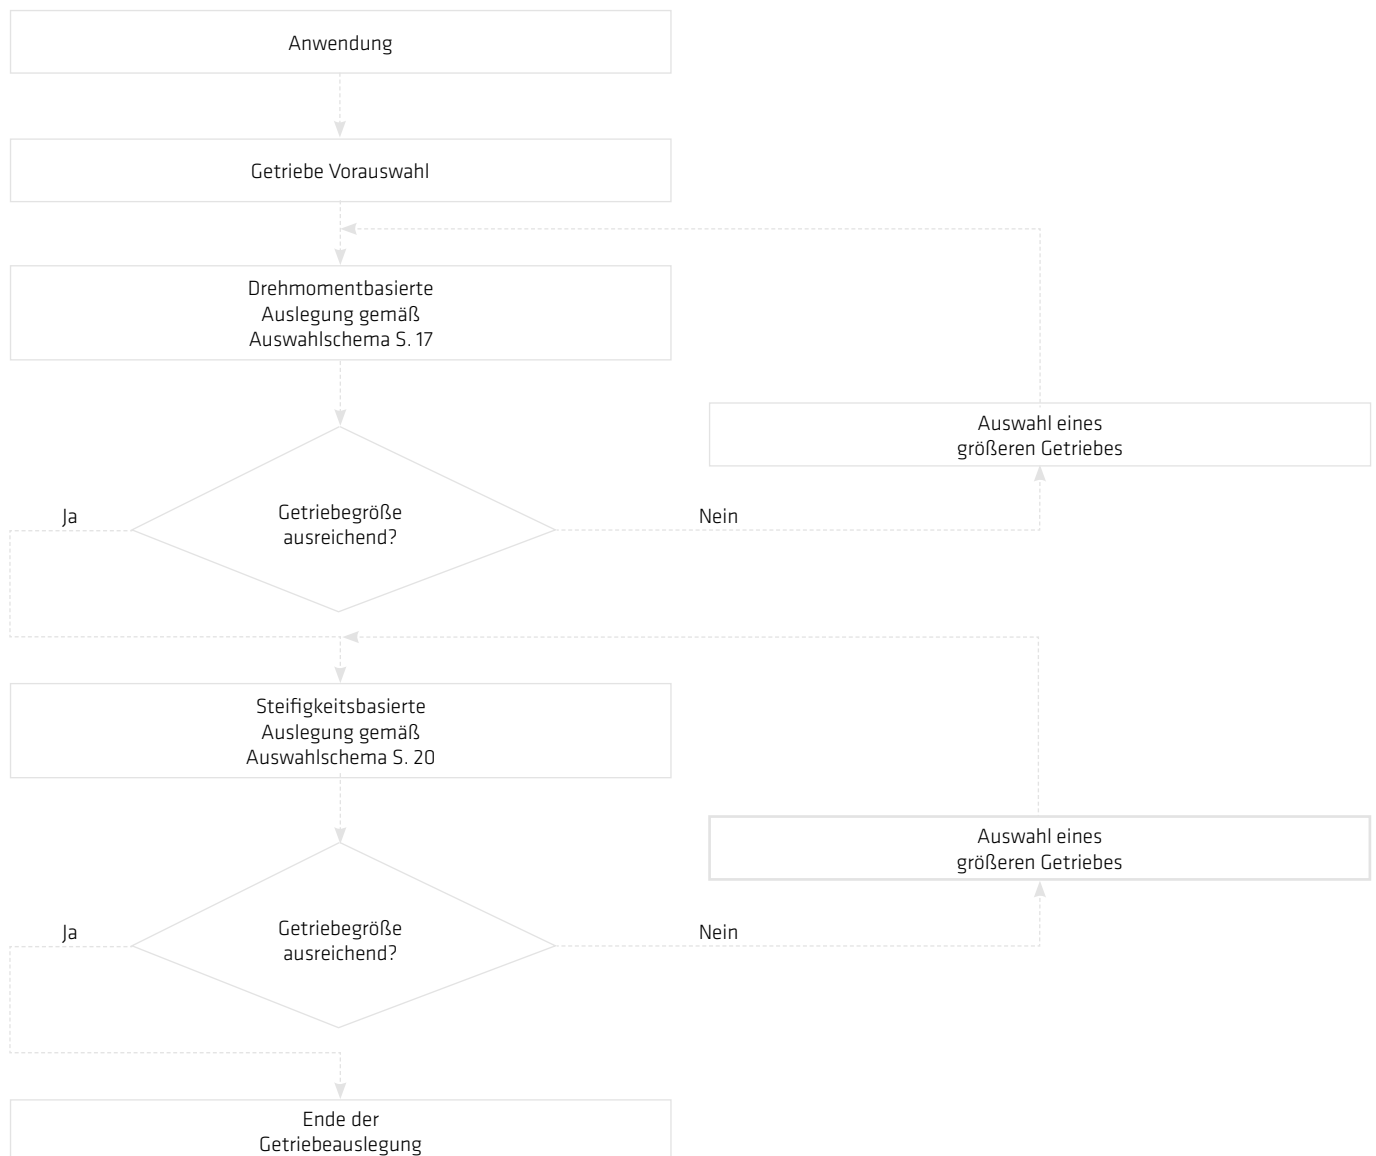 Anwendung
Getriebe Vorauswahl
Drehmomentbasierte
Auslegung gemäß
Auswahlschema S. 17
Auswahl eines
größeren Getriebes
Ja
Getriebegröße
ausreichend?
Nein
Steifigkeitsbasierte
Auslegung gemäß
Auswahlschema S. 20
Auswahl eines
größeren Getriebes
Ja
Getriebegröße
ausreichend?
Nein
Ende der
Getriebeauslegung